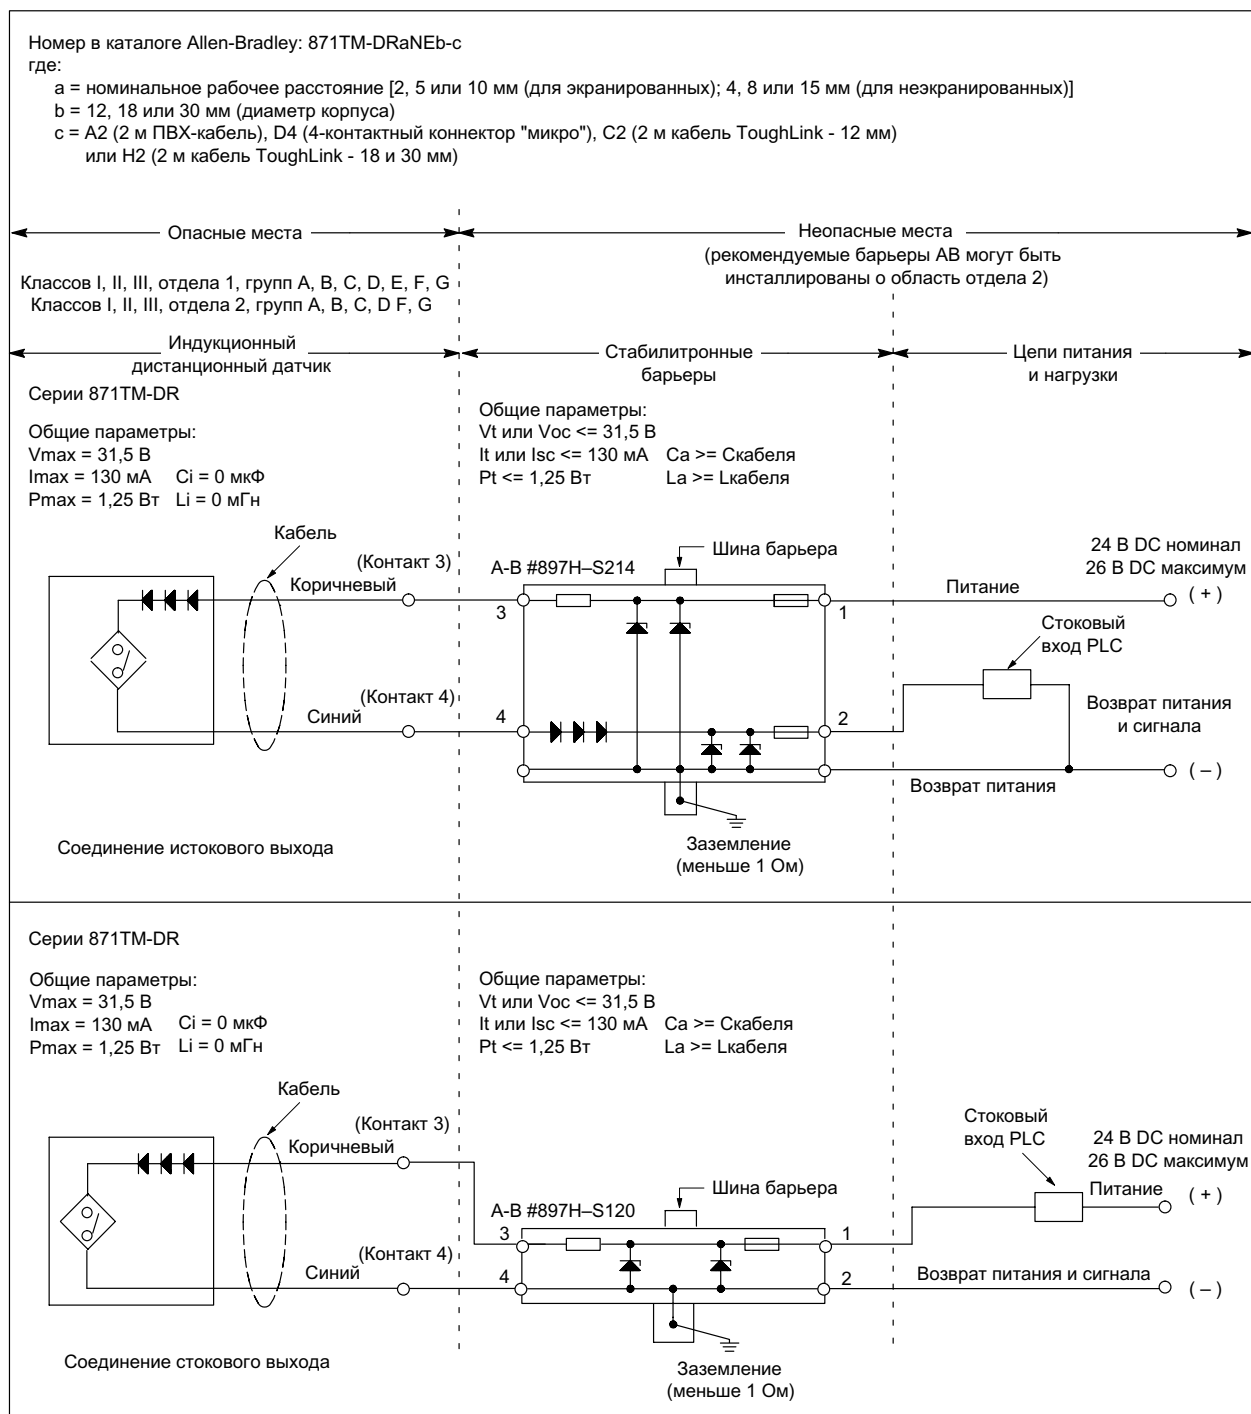 Номер в каталоге Allen-Bradley: 871TM-DRaNEb-c
где:
a = номинальное рабочее расстояние [2, 5 или 10 мм (для экранированных); 4, 8 или 15 мм (для неэкранированных)]
b = 12, 18 или 30 мм (диаметр корпуса)
c = A2 (2 м ПВХ-кабель), D4 (4-контактный коннектор "микро"), C2 (2 м кабель ToughLink - 12 мм)
или H2 (2 м кабель ToughLink - 18 и 30 мм)
Опасные места
Неопасные места
(рекомендуемые барьеры АВ могут быть
инсталлированы о область отдела 2)
Классов I, II, III, отдела 1, групп A, B, C, D, E, F, G
Классов I, II, III, отдела 2, групп A, B, C, D F, G
Индукционный
дистанционный датчик
Стабилитронные
барьеры
Цепи питания
и нагрузки
Серии 871TM-DR
Общие параметры:
Vmax = 31,5 В
Imax = 130 мА Ci = 0 мкФ
Pmax = 1,25 Вт Li = 0 мГн
Общие параметры:
Vt или Voc <= 31,5 В
It или Isc <= 130 мА Ca >= Cкабеля
Pt <= 1,25 Вт La >= Lкабеля
Кабель
(Контакт 3)
Коричневый
A-B #897H–S214
Шина барьера
24 В DC номинал
26 В DC максимум
Питание
( + )
3
1
Стоковый
вход PLC
(Контакт 4)
Синий
4
2
Возврат питания
и сигнала
Возврат питания
( – )
Заземление
(меньше 1 Ом)
Соединение истокового выхода
Серии 871TM-DR
Общие параметры:
Vmax = 31,5 В
Imax = 130 мА Ci = 0 мкФ
Pmax = 1,25 Вт Li = 0 мГн
Общие параметры:
Vt или Voc <= 31,5 В
It или Isc <= 130 мА Ca >= Cкабеля
Pt <= 1,25 Вт La >= Lкабеля
Кабель
(Контакт 3)
Коричневый
Стоковый
вход PLC
24 В DC номинал
26 В DC максимум
Питание
( + )
Шина барьера
A-B #897H–S120
3
1
(Контакт 4)
Синий
4
2
Возврат питания и сигнала
( – )
Соединение стокового выхода
Заземление
(меньше 1 Ом)